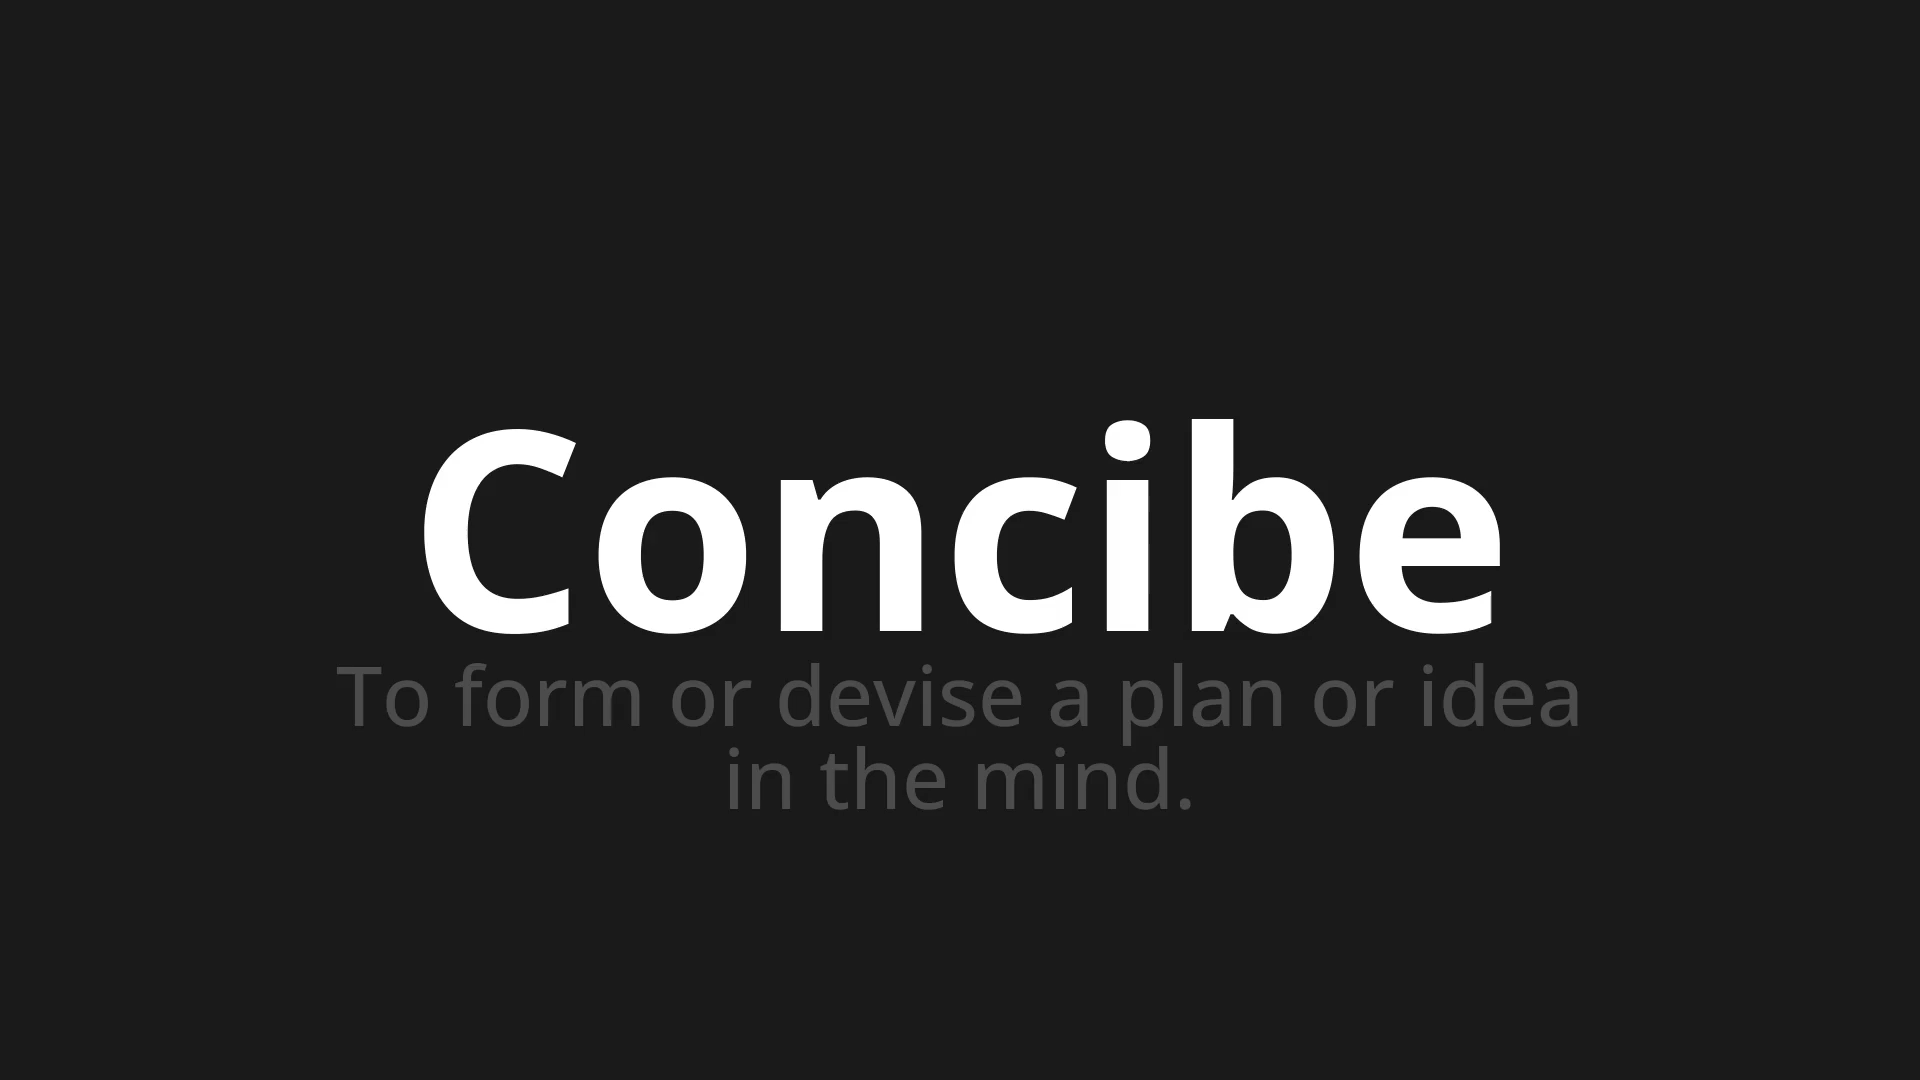 Concibe
To form or devise a plan or idea
in the mind.